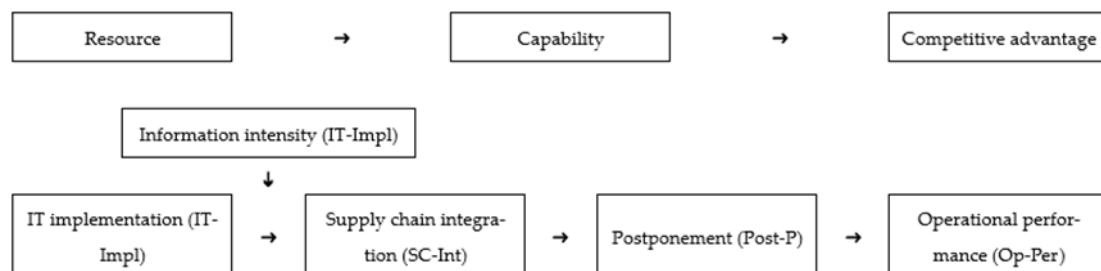 Resource → Capability → Competitive advantage
Information intensity (IT-Impl)
↓
IT implementation (IT-
Impl)
→
Supply chain integra-
tion (SC-Int)
→
Postponement (Post-P)
→
Operational perfor-
mance (Op-Per)